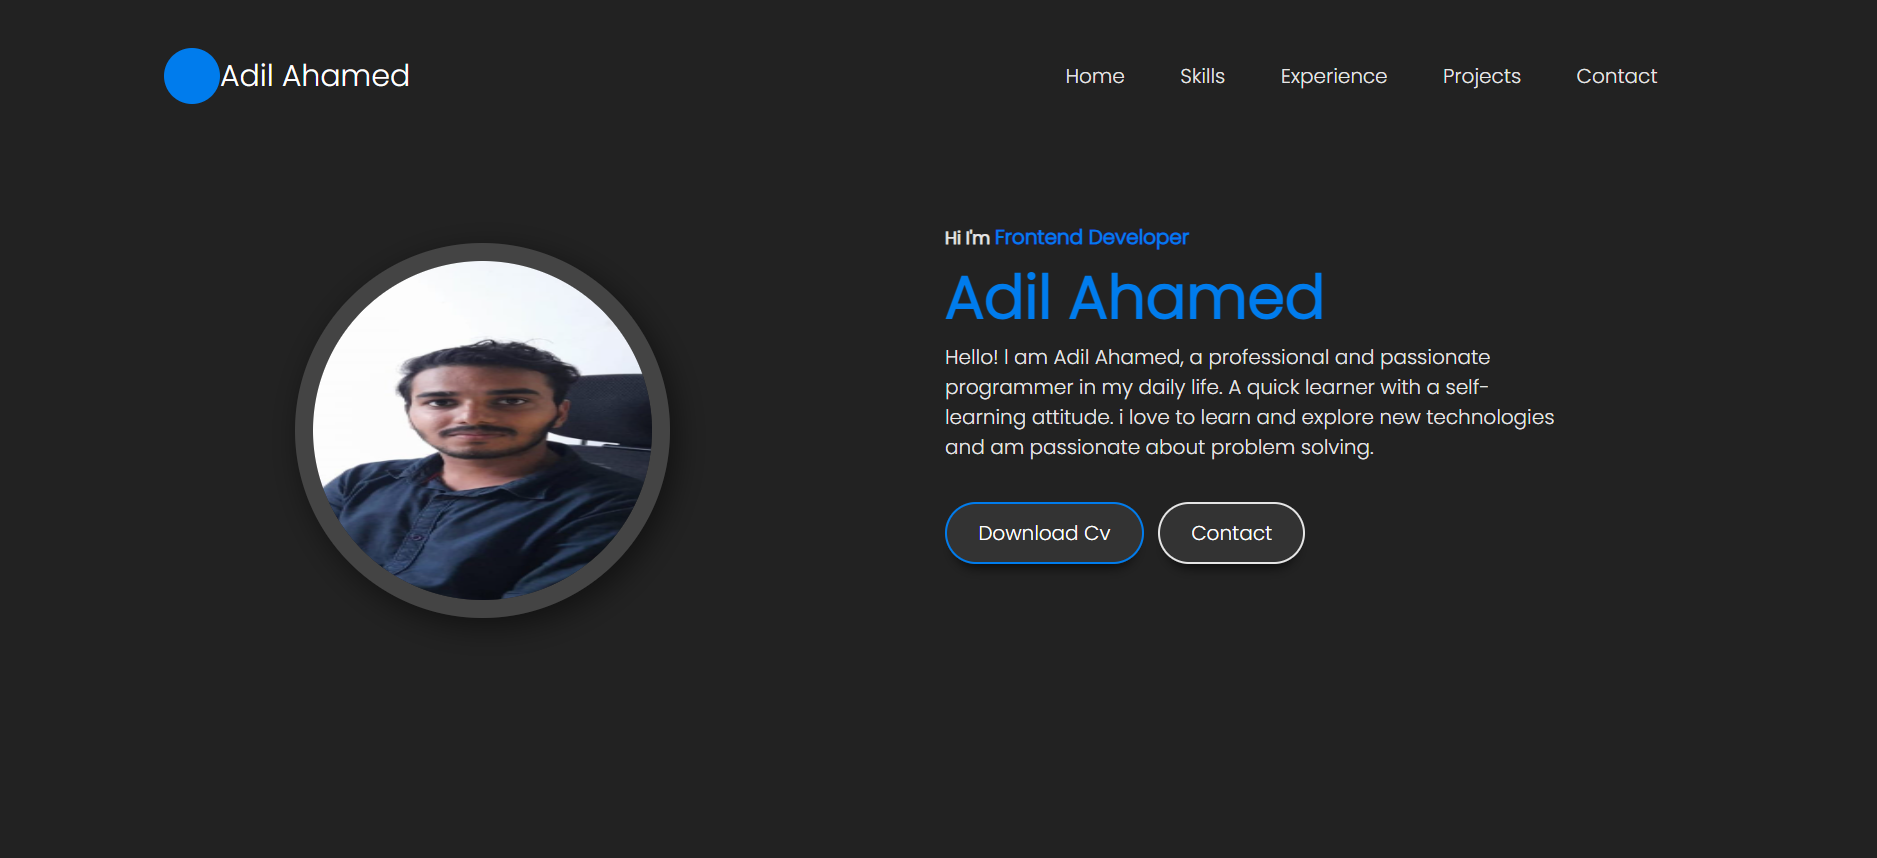 Adil Ahamed
Home Skills Experience Projects Contact
Hi I'm Frontend Developer
Adil Ahamed
Hello! I am Adil Ahamed, a professional and passionate
programmer in my daily life. A quick learner with a self-
learning attitude. i love to learn and explore new technologies
and am passionate about problem solving.
Download Cv Contact